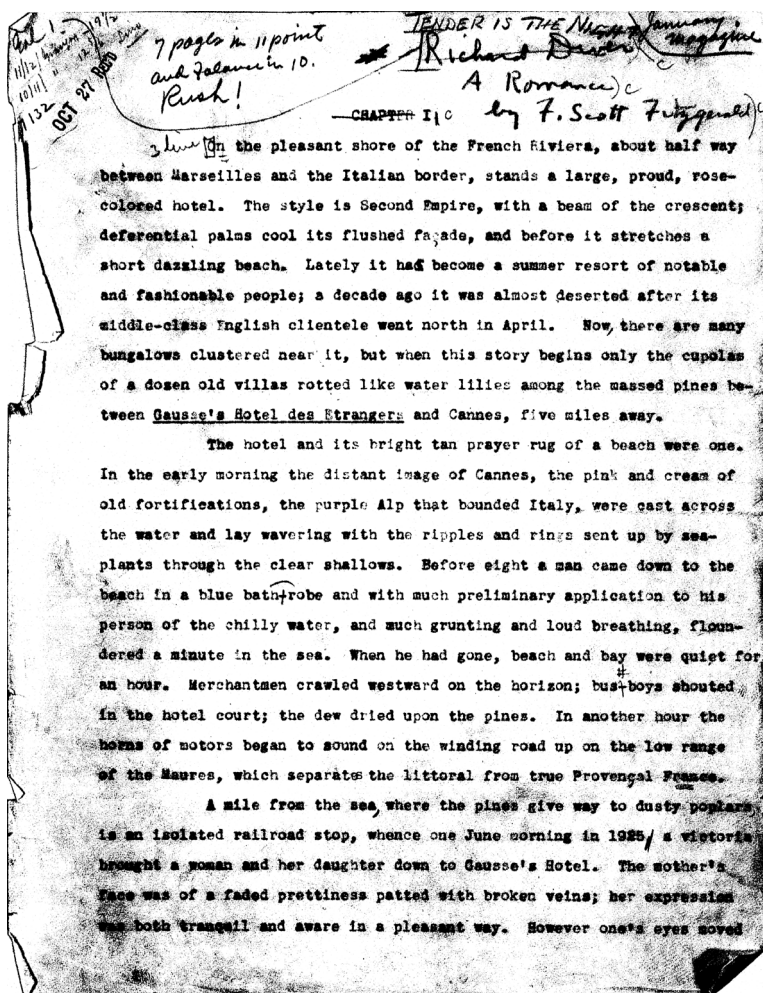 TENDER IS THE NIGHT
January
magazine
Richard Diver
A Romance
by F. Scott Fitzgerald
7 pages in 11 point
and balance in 10.
Rush!
OCT 27 Rec'd
CHAPTER I
3 line
On the pleasant shore of the French Riviera, about half way
between Marseilles and the Italian border, stands a large, proud, rose-
colored hotel. The style is Second Empire, with a beam of the crescent;
deferential palms cool its flushed façade, and before it stretches a
short dazzling beach. Lately it had become a summer resort of notable
and fashionable people; a decade ago it was almost deserted after its
middle-class English clientele went north in April. Now, there are many
bungalows clustered near it, but when this story begins only the cupolas
of a dozen old villas rotted like water lilies among the massed pines be-
tween Gausse's Hotel des Etrangers and Cannes, five miles away.
The hotel and its bright tan prayer rug of a beach were one.
In the early morning the distant image of Cannes, the pink and cream of
old fortifications, the purple Alp that bounded Italy, were cast across
the water and lay wavering with the ripples and rings sent up by sea-
plants through the clear shallows. Before eight a man came down to the
beach in a blue bathrobe and with much preliminary application to his
person of the chilly water, and much grunting and loud breathing, floun-
dered a minute in the sea. When he had gone, beach and bay were quiet for
an hour. Merchantmen crawled westward on the horizon; bus boys shouted
in the hotel court; the dew dried upon the pines. In another hour the
horns of motors began to sound on the winding road up on the low range
of the Maures, which separates the littoral from true Provençal France.
A mile from the sea, where the pines give way to dusty poplars,
is an isolated railroad stop, whence one June morning in 1925 a victoria
brought a woman and her daughter down to Gausse's Hotel. The mother's
face was of a faded prettiness patted with broken veins; her expression
was both tranquil and aware in a pleasant way. However one's eyes moved